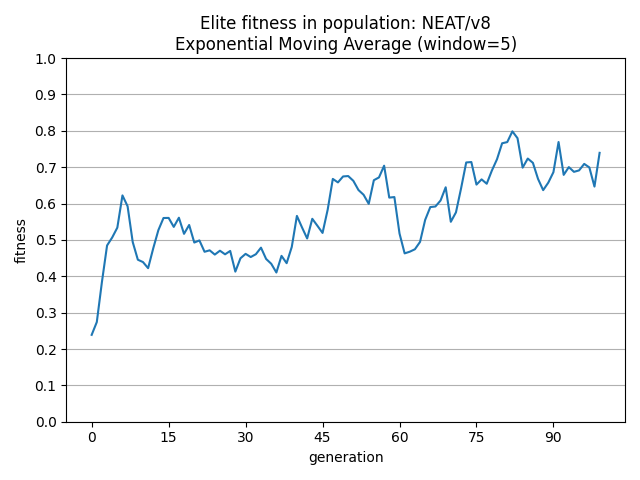 Elite fitness in population: NEAT/v8
Exponential Moving Average (window=5)
1.0
0.9
0.8
0.7
0.6
0.5
0.4
0.3
0.2
0.1
0.0
fitness
0 15 30 45 60 75 90
generation